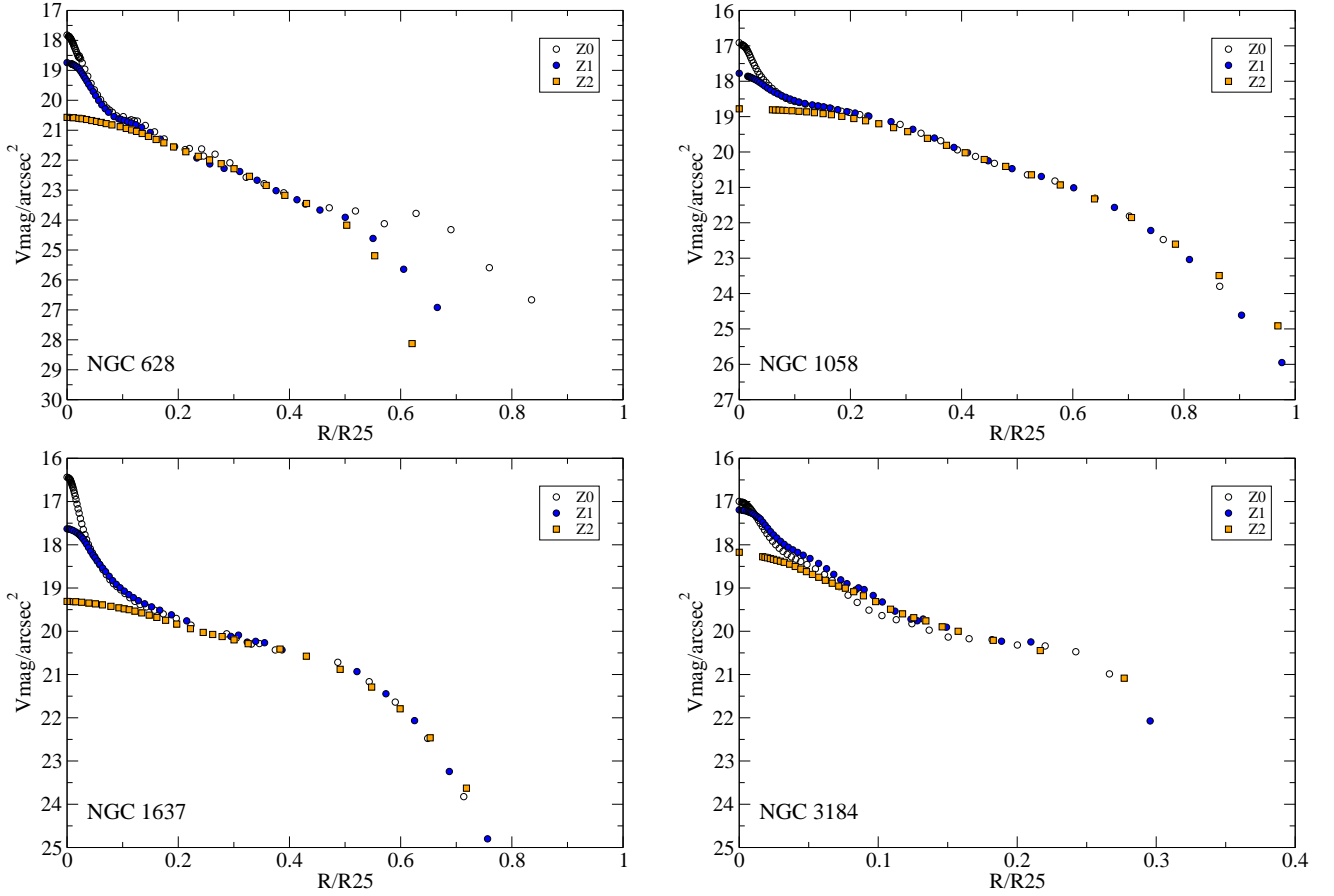 17
18
19
20
21
22
23
24
25
26
27
28
29
30
Vmag/arcsec²
0 0.2 0.4 0.6 0.8 1
R/R25
Z0
Z1
Z2
NGC 628
16
17
18
19
20
21
22
23
24
25
26
27
Vmag/arcsec²
0 0.2 0.4 0.6 0.8 1
R/R25
Z0
Z1
Z2
NGC 1058
16
17
18
19
20
21
22
23
24
25
Vmag/arcsec²
0 0.2 0.4 0.6 0.8 1
R/R25
Z0
Z1
Z2
NGC 1637
16
17
18
19
20
21
22
23
24
25
Vmag/arcsec²
0 0.1 0.2 0.3 0.4
R/R25
Z0
Z1
Z2
NGC 3184